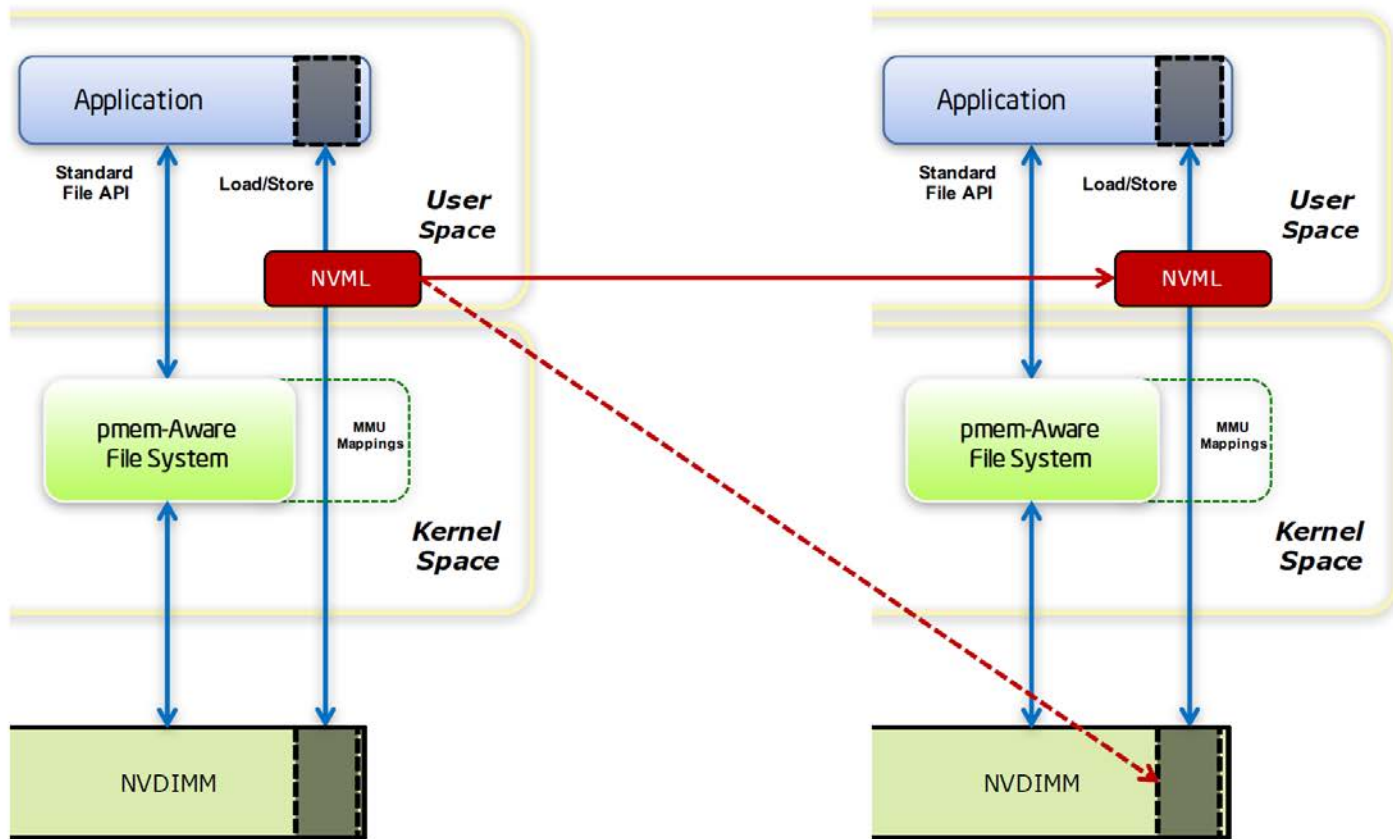 Application
Standard
File API
Load/Store
User
Space
NVML
pmem-Aware
File System
MMU
Mappings
Kernel
Space
NVDIMM
Application
Standard
File API
Load/Store
User
Space
NVML
pmem-Aware
File System
MMU
Mappings
Kernel
Space
NVDIMM